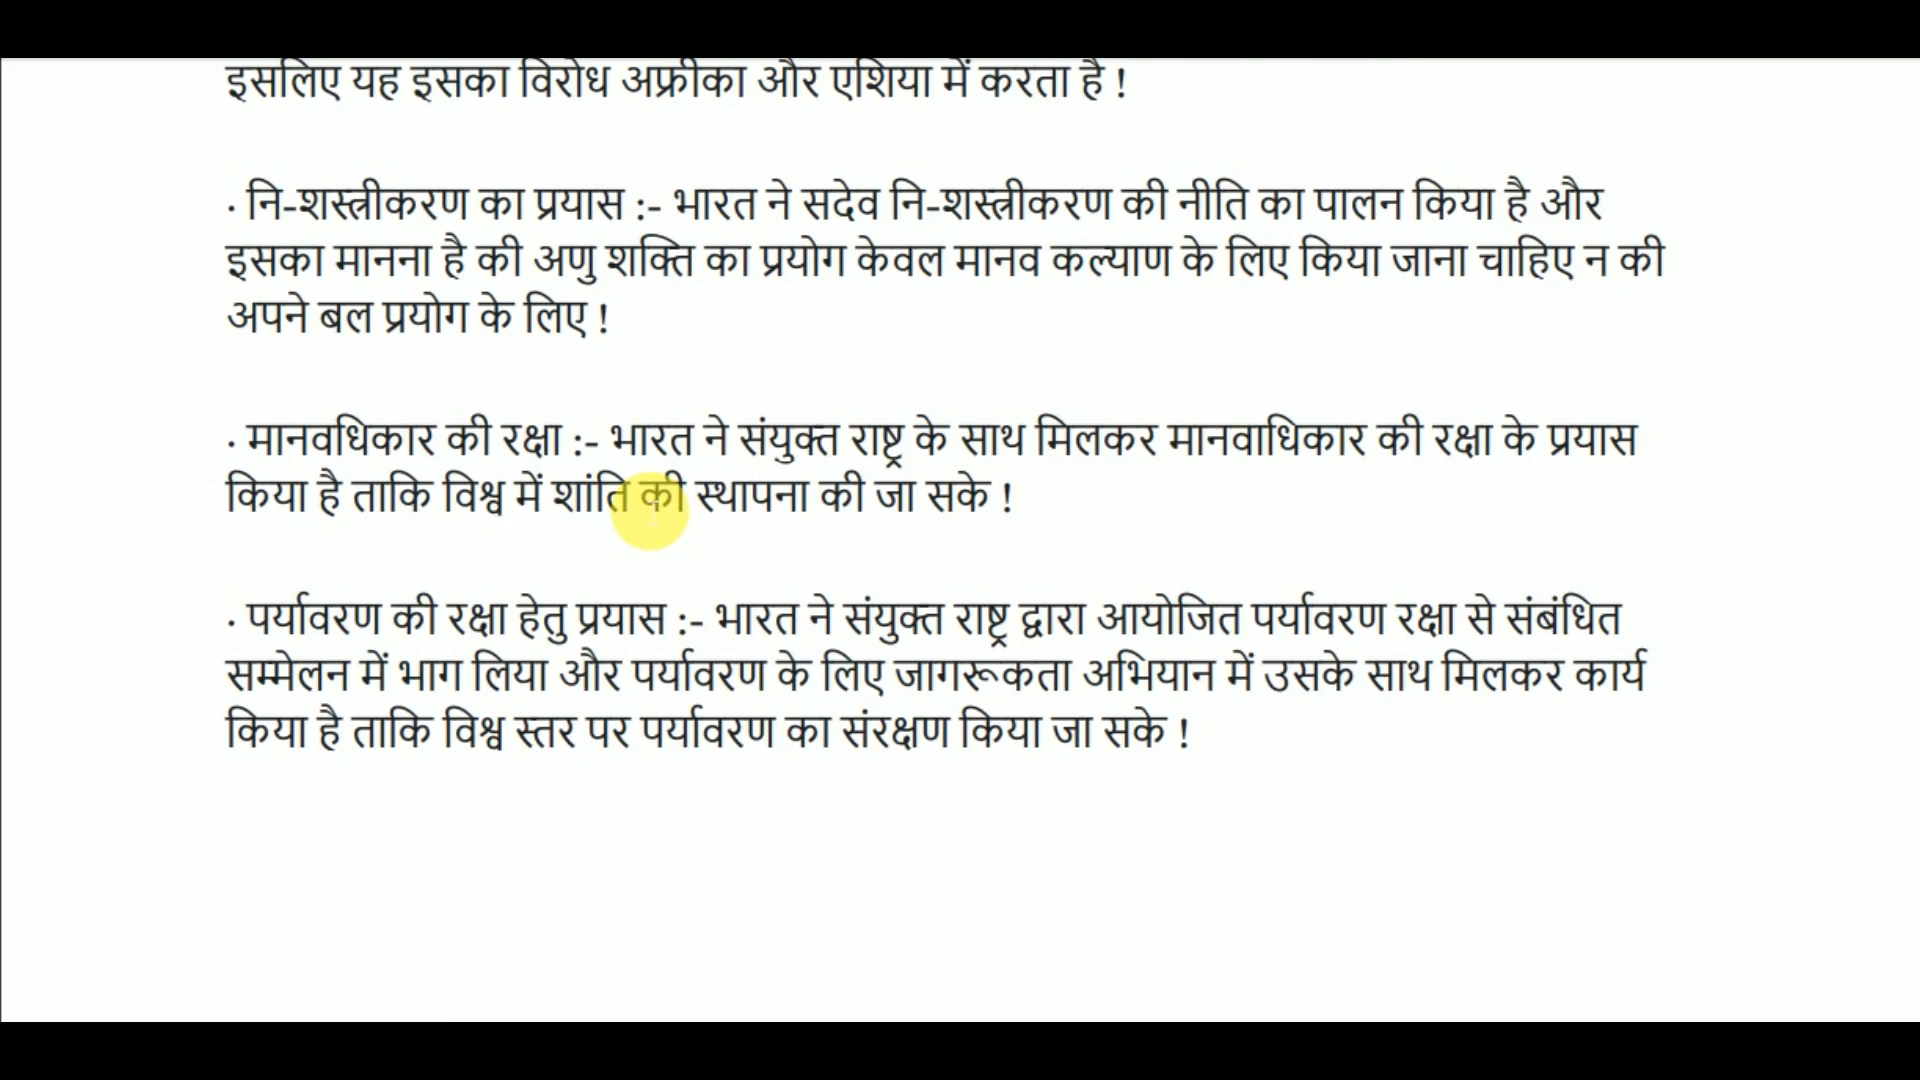 इसलिए यह इसका विरोध अफ्रीका और एशिया में करता है !
· नि-शस्त्रीकरण का प्रयास :- भारत ने सदेव नि-शस्त्रीकरण की नीति का पालन किया है और
इसका मानना है की अणु शक्ति का प्रयोग केवल मानव कल्याण के लिए किया जाना चाहिए न की
अपने बल प्रयोग के लिए !
· मानवधिकार की रक्षा :- भारत ने संयुक्त राष्ट्र के साथ मिलकर मानवाधिकार की रक्षा के प्रयास
किया है ताकि विश्व में शांति की स्थापना की जा सके !
· पर्यावरण की रक्षा हेतु प्रयास :- भारत ने संयुक्त राष्ट्र द्वारा आयोजित पर्यावरण रक्षा से संबंधित
सम्मेलन में भाग लिया और पर्यावरण के लिए जागरूकता अभियान में उसके साथ मिलकर कार्य
किया है ताकि विश्व स्तर पर पर्यावरण का संरक्षण किया जा सके !